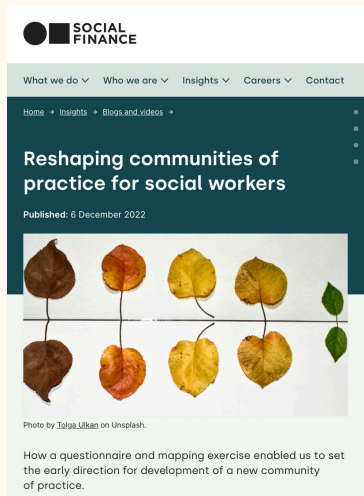 SOCIAL
FINANCE
What we do Who we are Insights Careers Contact
Home → Insights → Blogs and videos →
Reshaping communities of
practice for social workers
Published: 6 December 2022
Photo by Tolga Ulkan on Unsplash.
How a questionnaire and mapping exercise enabled us to set
the early direction for development of a new community
of practice.